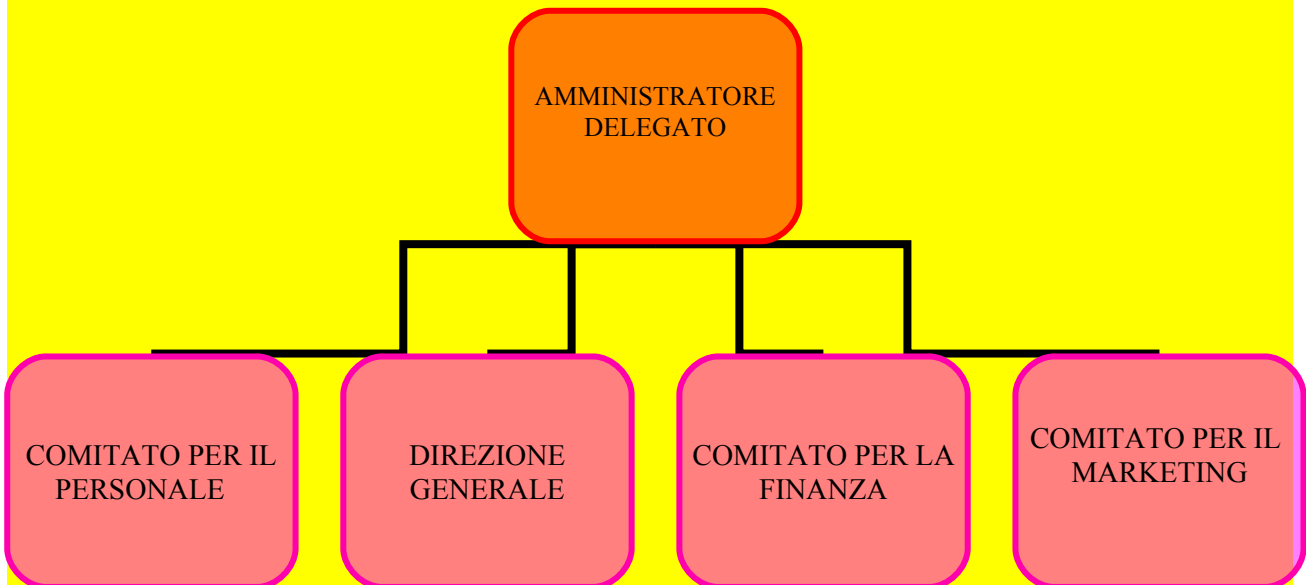 AMMINISTRATORE
DELEGATO
COMITATO PER IL
PERSONALE
DIREZIONE
GENERALE
COMITATO PER LA
FINANZA
COMITATO PER IL
MARKETING